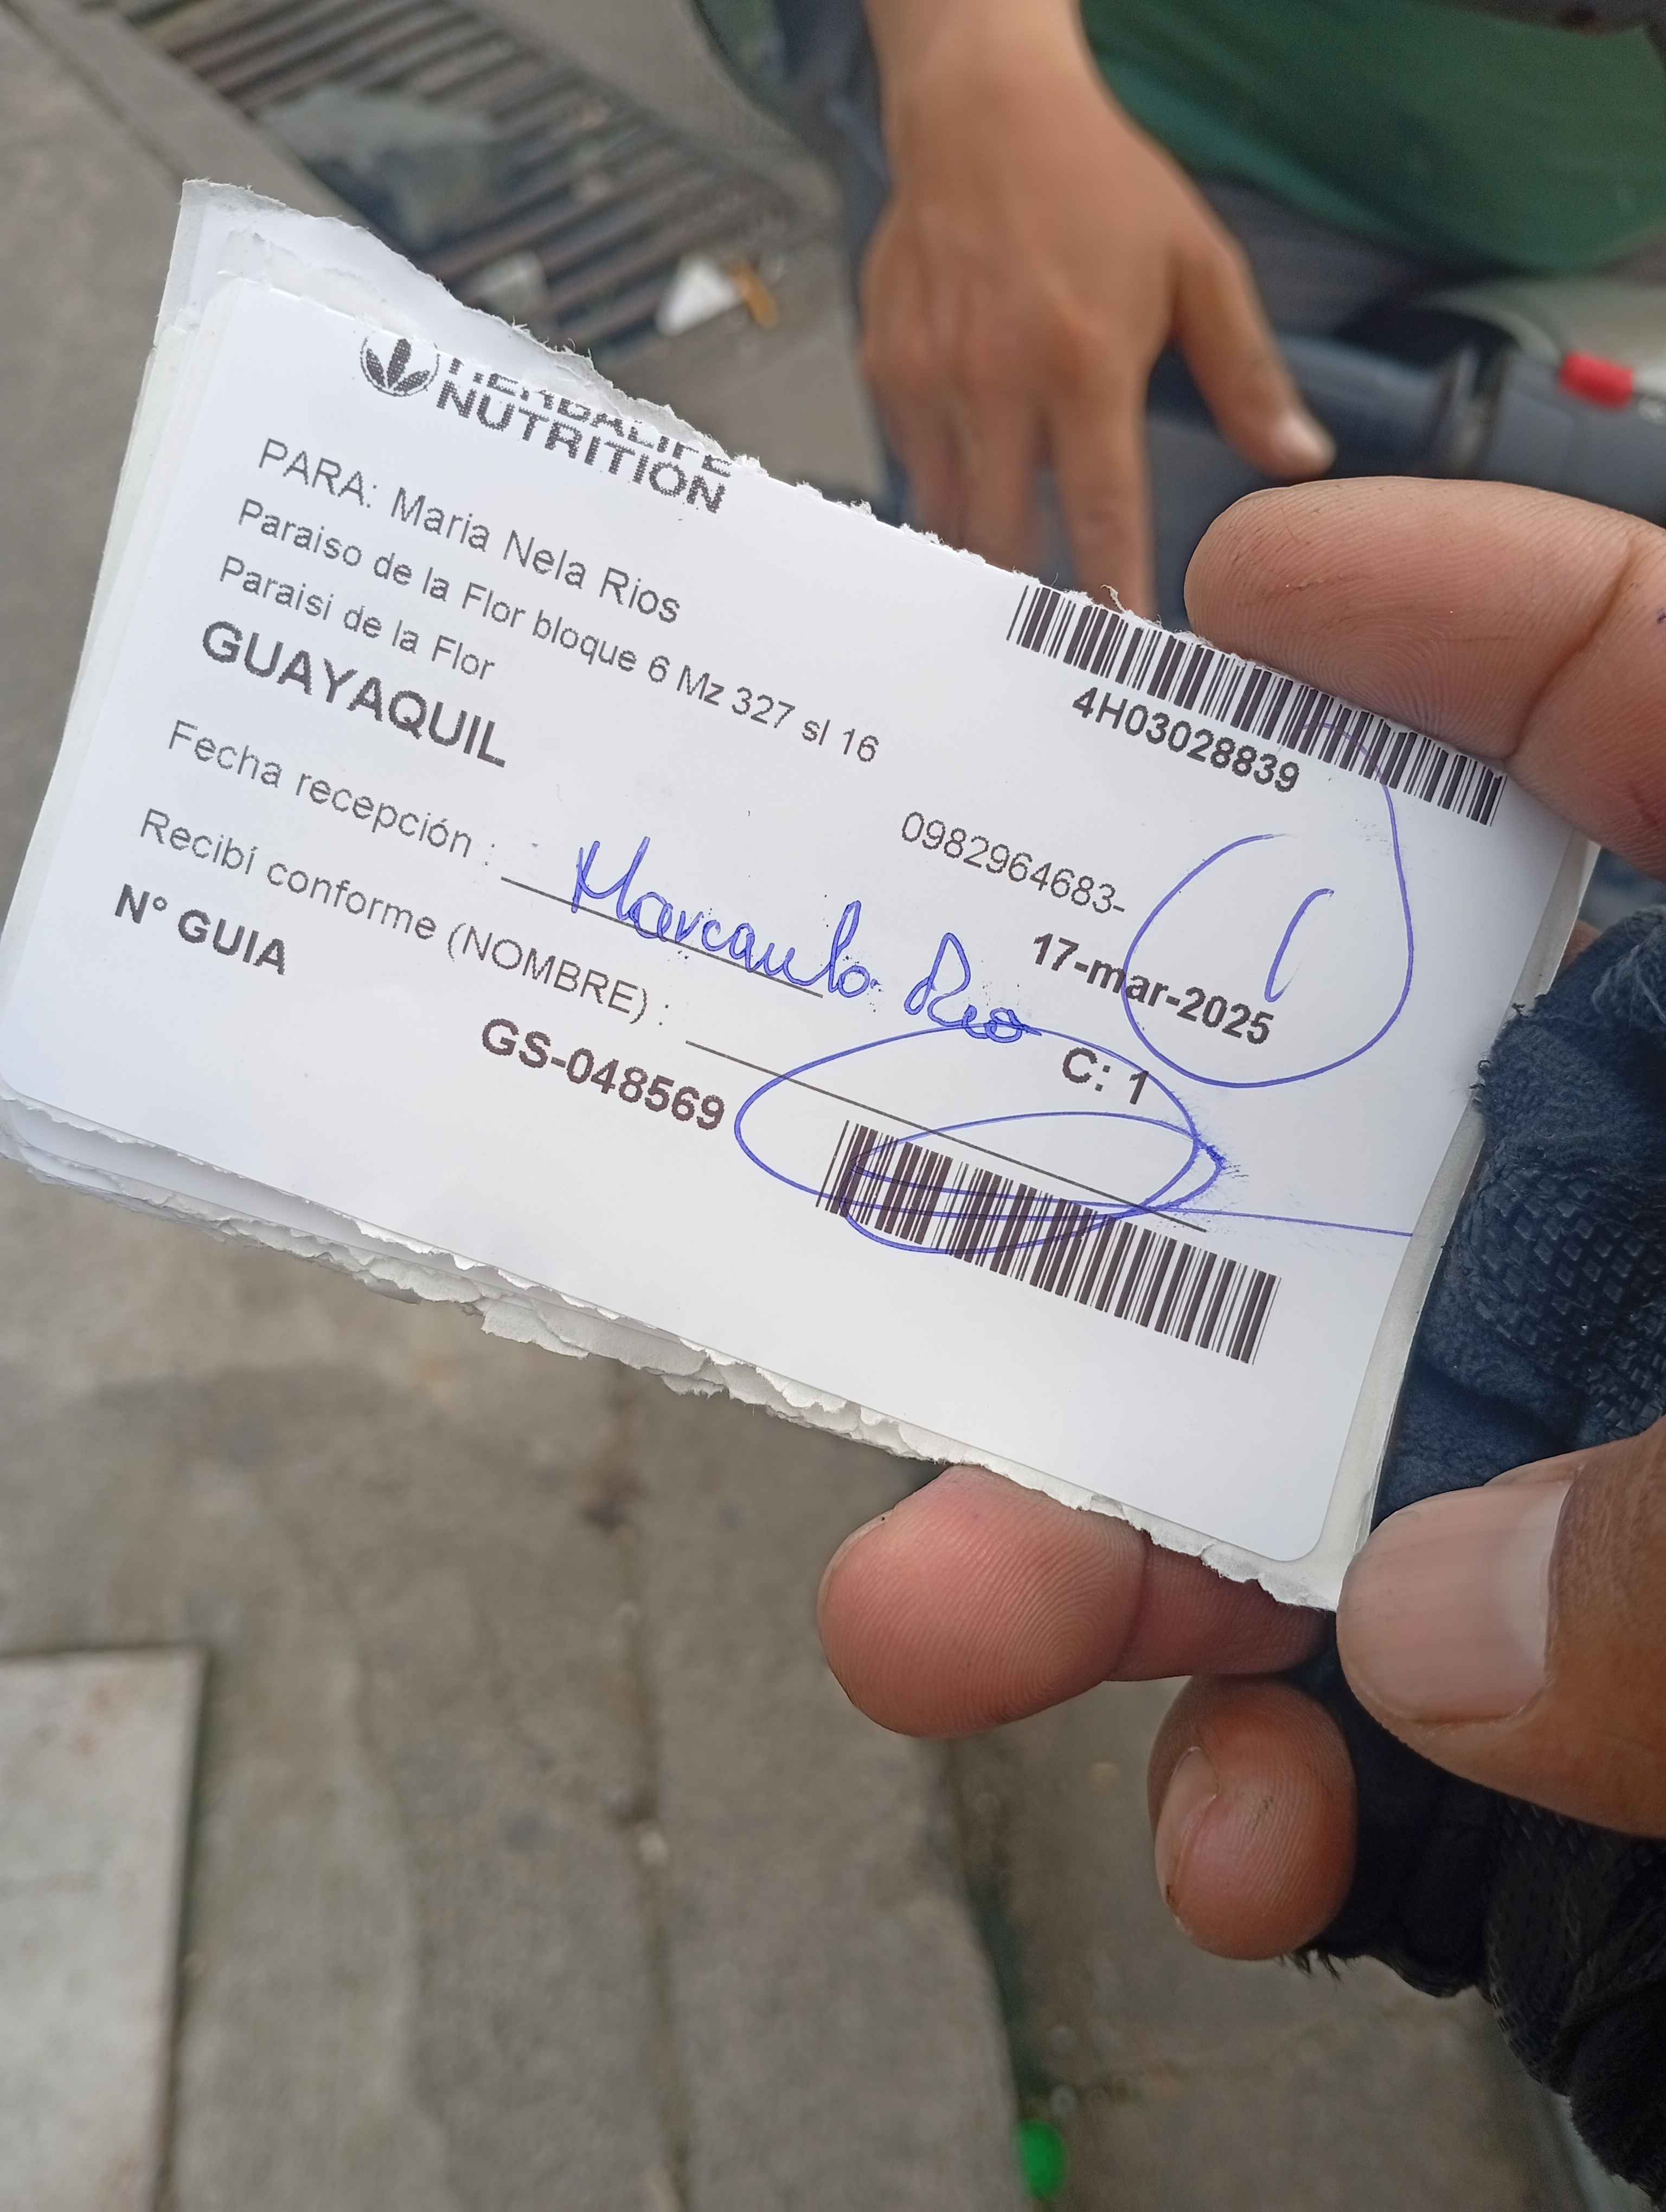 HERBALIFE
NUTRITION
PARA: Maria Nela Rios
Paraiso de la Flor bloque 6 Mz 327 sl 16
Paraisi de la Flor
GUAYAQUIL
4H03028839
0982964683-
1
Fecha recepción :
17-mar-2025
Recibí conforme (NOMBRE) :
C: 1
N° GUIA
GS-048569